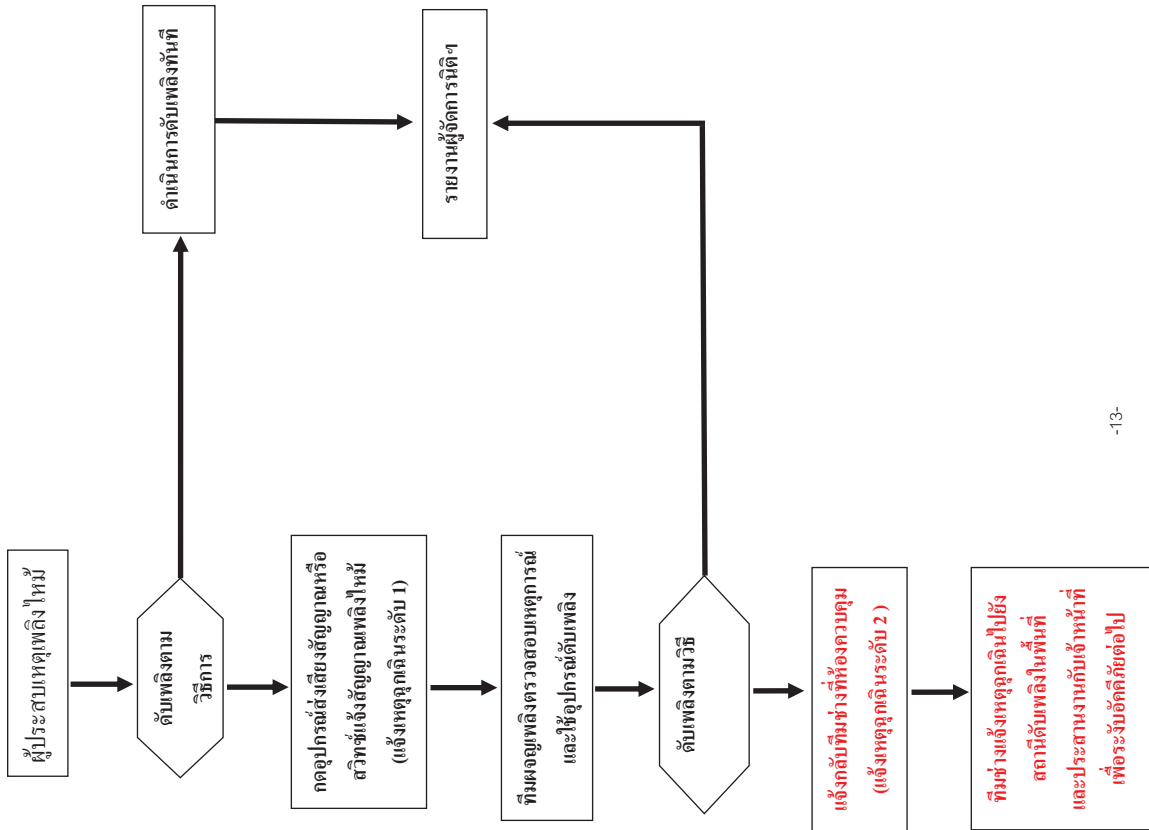 ผู้ประสบเหตุเพลิงไหม้
ดับเพลิงตาม
วิธีการ
ดำเนินการดับเพลิงทันที
กดอุปกรณ์ส่งเสียงสัญญาณหรือ
สวิทช์แจ้งสัญญาณเพลิงไหม้
(แจ้งเหตุฉุกเฉินระดับ 1)
รายงานผู้จัดการนิติฯ
ทีมผจญเพลิงตรวจสอบเหตุการณ์
และใช้อุปกรณ์ดับเพลิง
ดับเพลิงตามวิธี
แจ้งกลับทีมช่างที่ห้องควบคุม
(แจ้งเหตุฉุกเฉินระดับ 2 )
ทีมช่างแจ้งเหตุฉุกเฉินไปยัง
สถานีดับเพลิงในพื้นที่
และประสานงานกับเจ้าหน้าที่
เพื่อระงับอัคคีภัยต่อไป
-13-